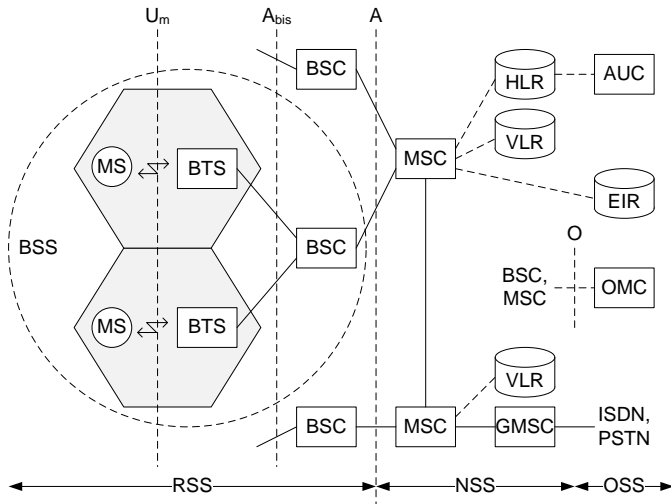 Um
Abis
A
BSC
HLR
AUC
MSC
VLR
MS
BTS
EIR
BSS
BSC
O
BSC,
MSC
OMC
MS
BTS
VLR
BSC
MSC
GMSC
ISDN,
PSTN
RSS
NSS
OSS